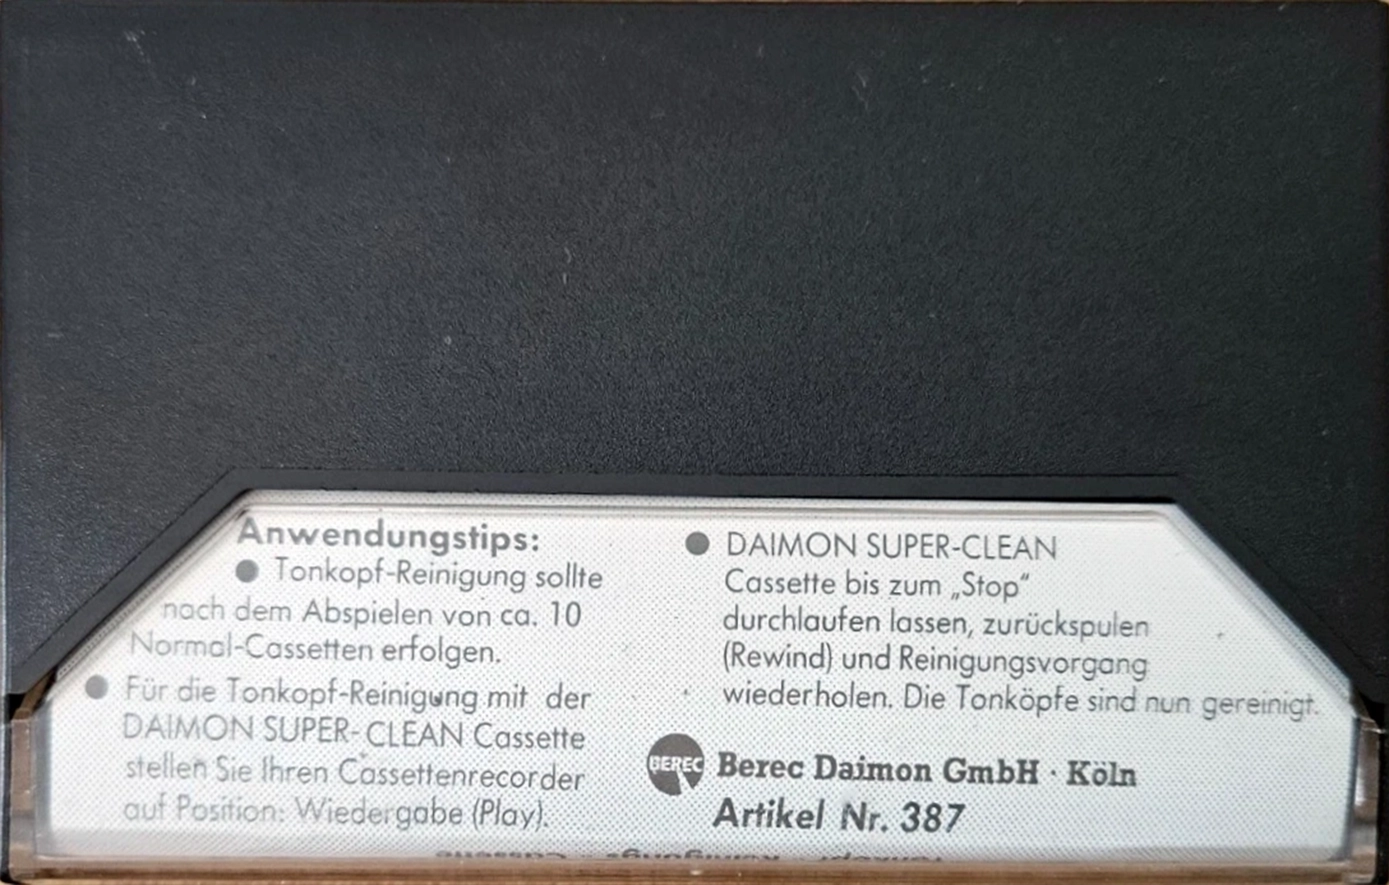 Anwendungstips:
● Tonkopf-Reinigung sollte
nach dem Abspielen von ca. 10
Normal-Cassetten erfolgen.
● Für die Tonkopf-Reinigung mit der
DAIMON SUPER-CLEAN Cassette
stellen Sie Ihren Cassettenrecorder
auf Position: Wiedergabe (Play).
● DAIMON SUPER-CLEAN
Cassette bis zum „Stop“
durchlaufen lassen, zurückspulen
(Rewind) und Reinigungsvorgang
wiederholen. Die Tonköpfe sind nun gereinigt.
BEREC
Berec Daimon GmbH · Köln
Artikel Nr. 387